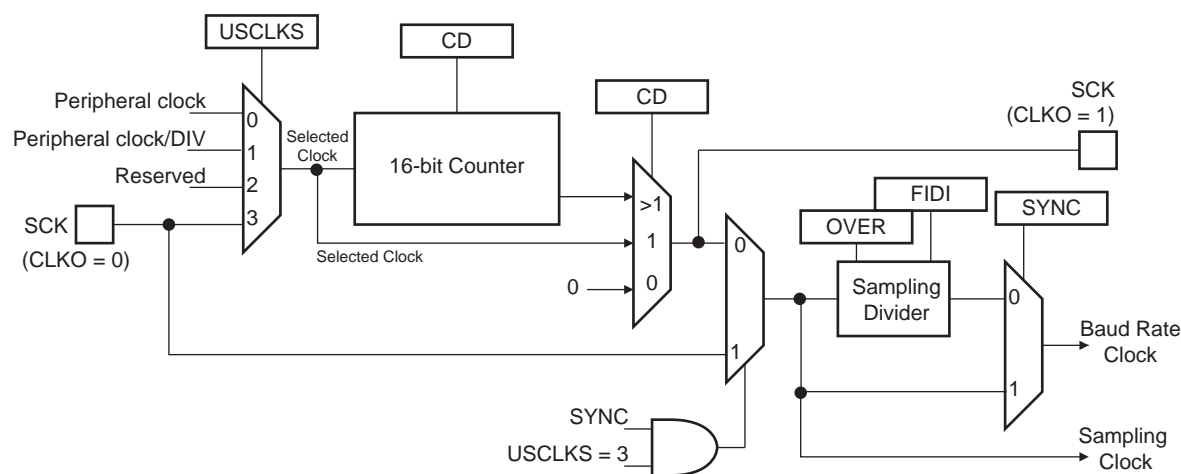 USCLKS
CD
Peripheral clock
Peripheral clock/DIV
Reserved
SCK
(CLKO = 0)
0
1
2
3
Selected
Clock
16-bit Counter
Selected Clock
CD
>1
1
0
0
SCK
(CLKO = 1)
0
1
SYNC
USCLKS = 3
FIDI
OVER
Sampling
Divider
SYNC
0
1
Baud Rate
Clock
Sampling
Clock